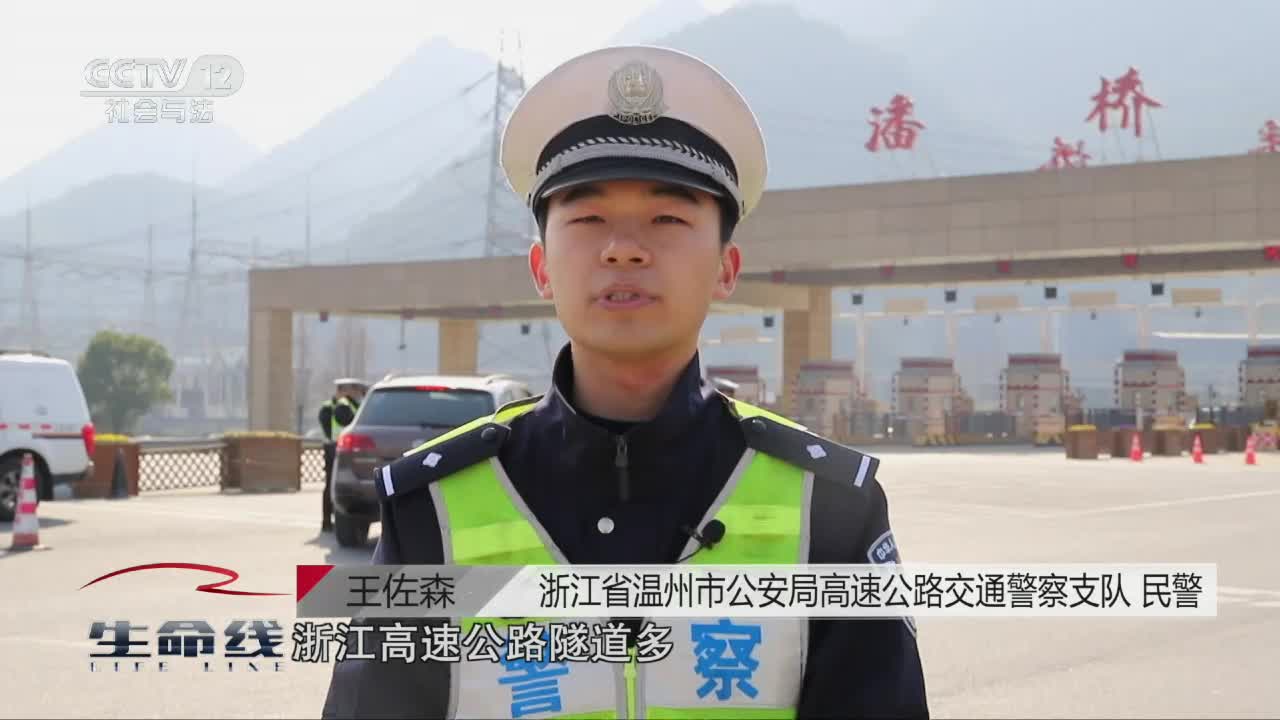 CCTV 12
社会与法
潘 桥
王佐森 浙江省温州市公安局高速公路交通警察支队 民警
生命线
LIFE LINE
浙江高速公路隧道多
警 察